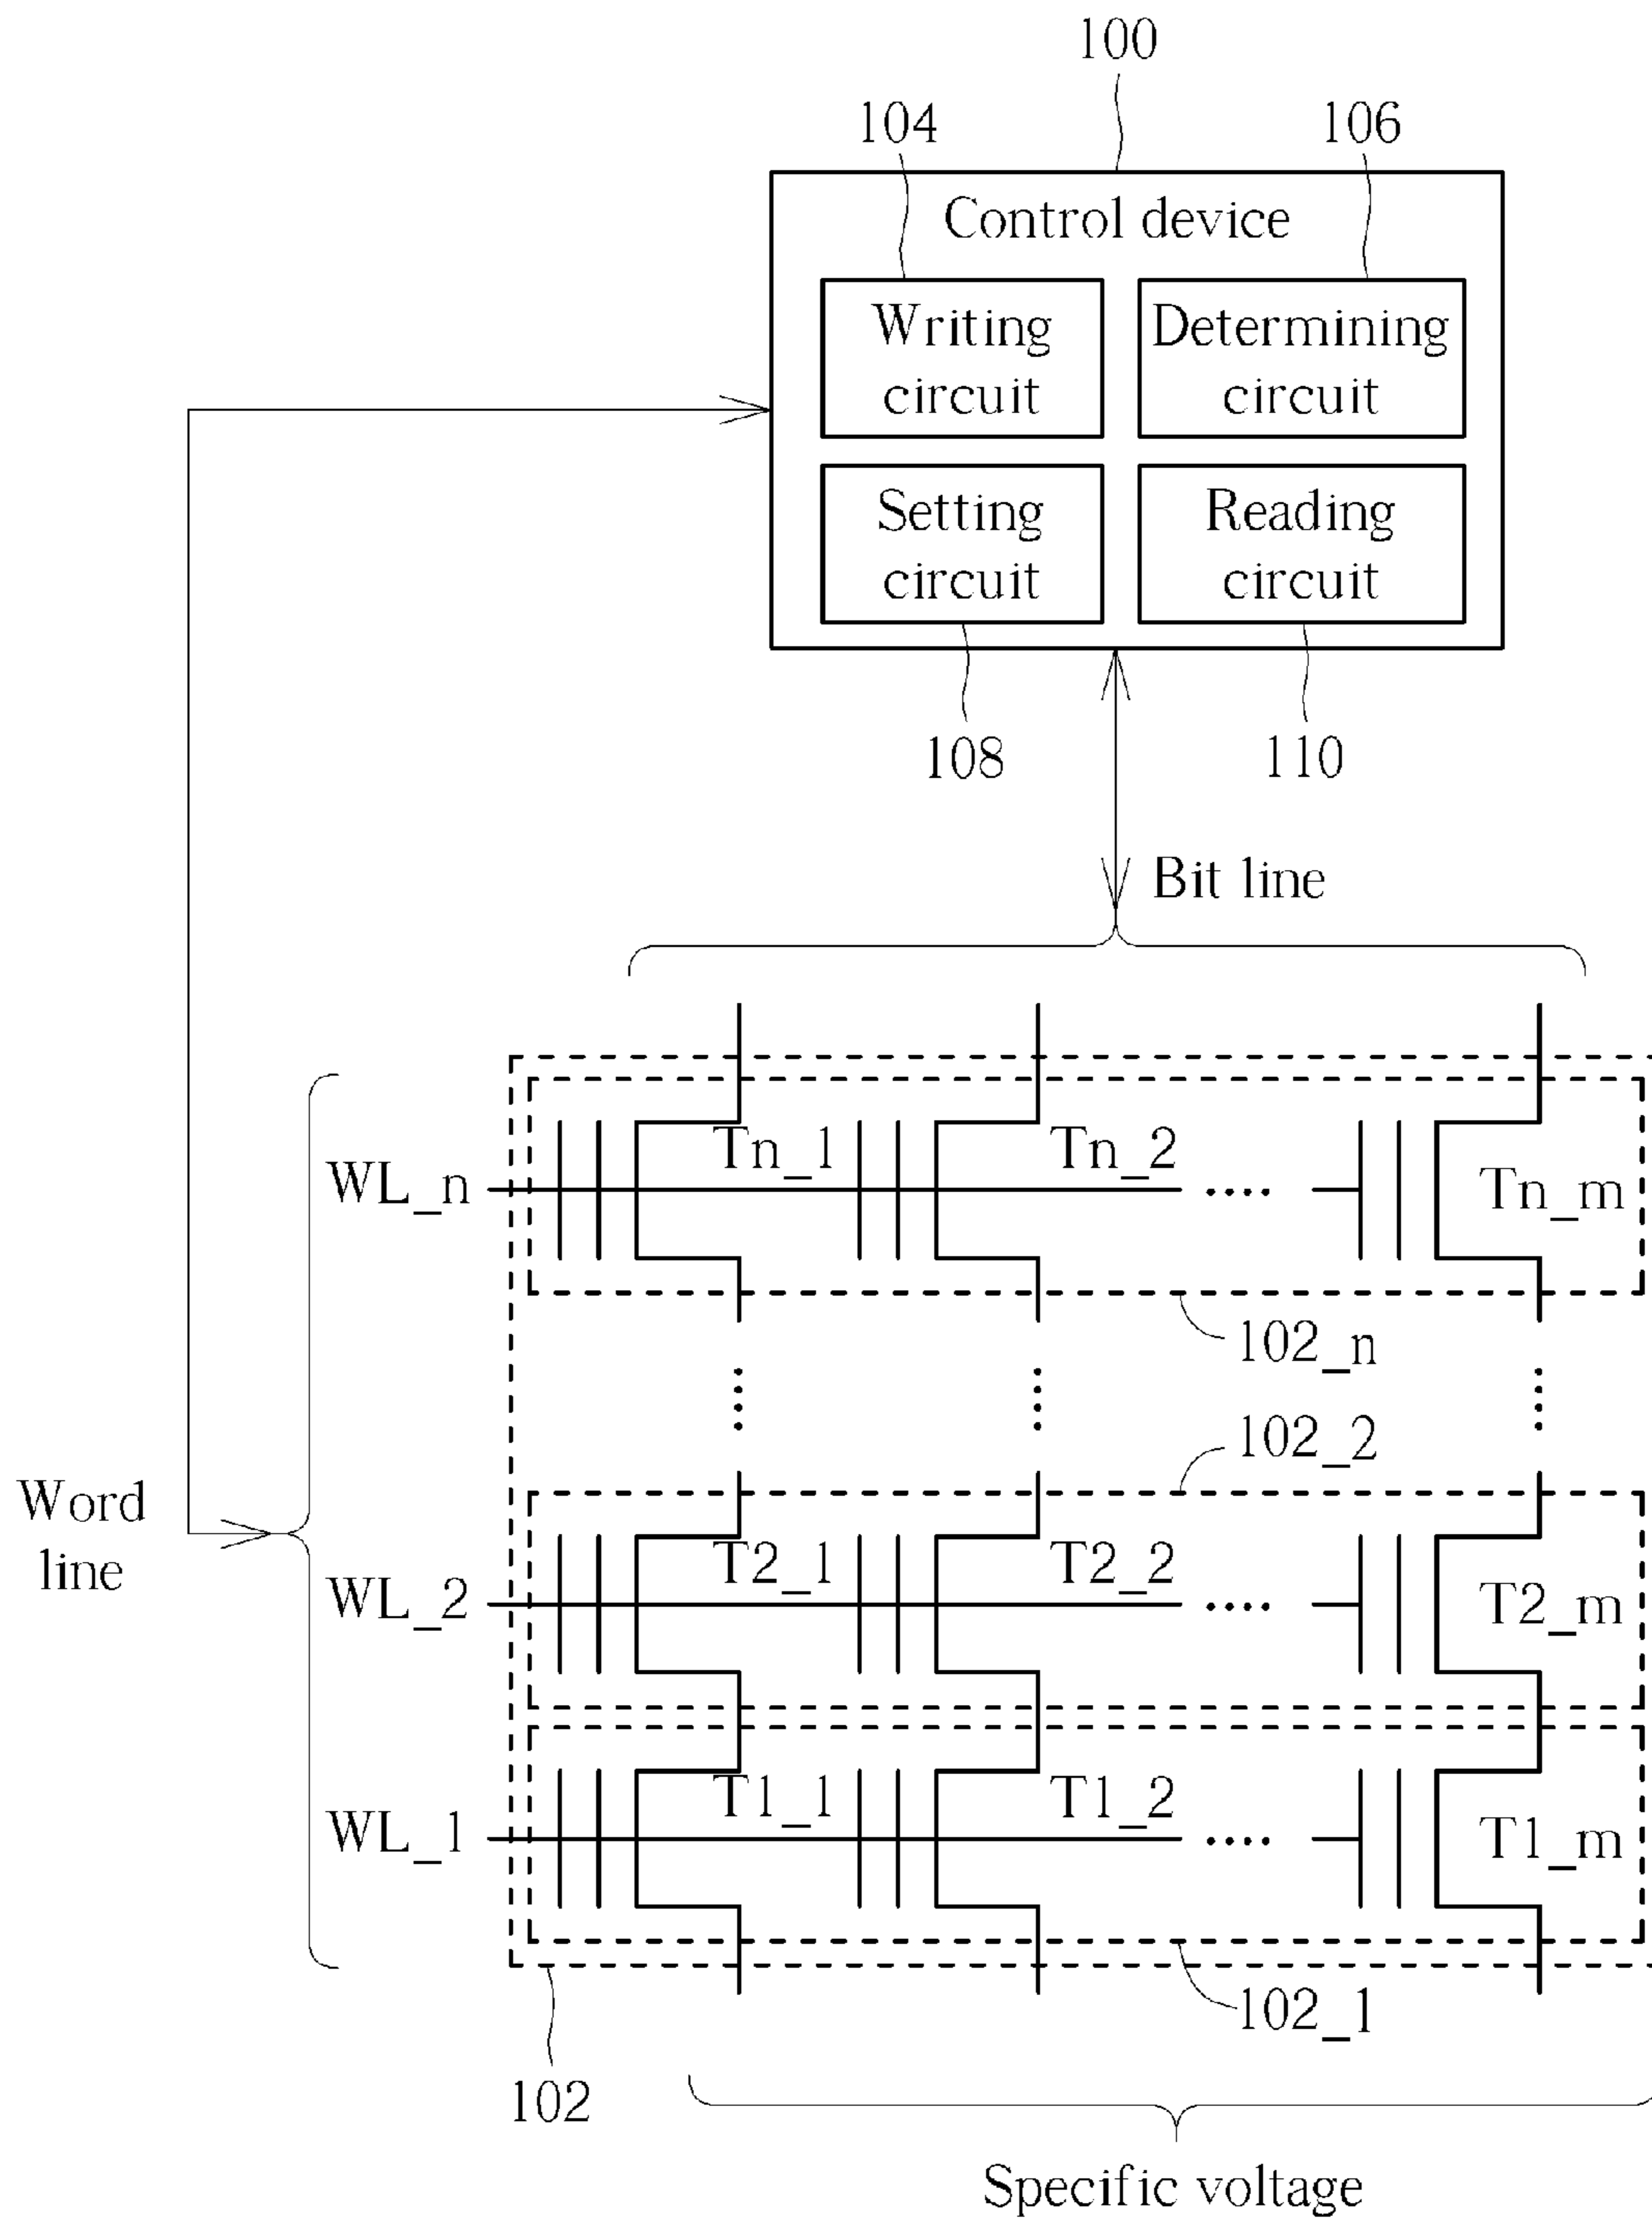 100
104
106
Control device
Writing
circuit
Determining
circuit
Setting
circuit
Reading
circuit
108
110
Bit line
Tn_1
Tn_2
WL_n
....
Tn_m
102_n
102_2
Word
line
T2_1
T2_2
WL_2
....
T2_m
T1_1
T1_2
WL_1
....
T1_m
102_1
102
Specific voltage